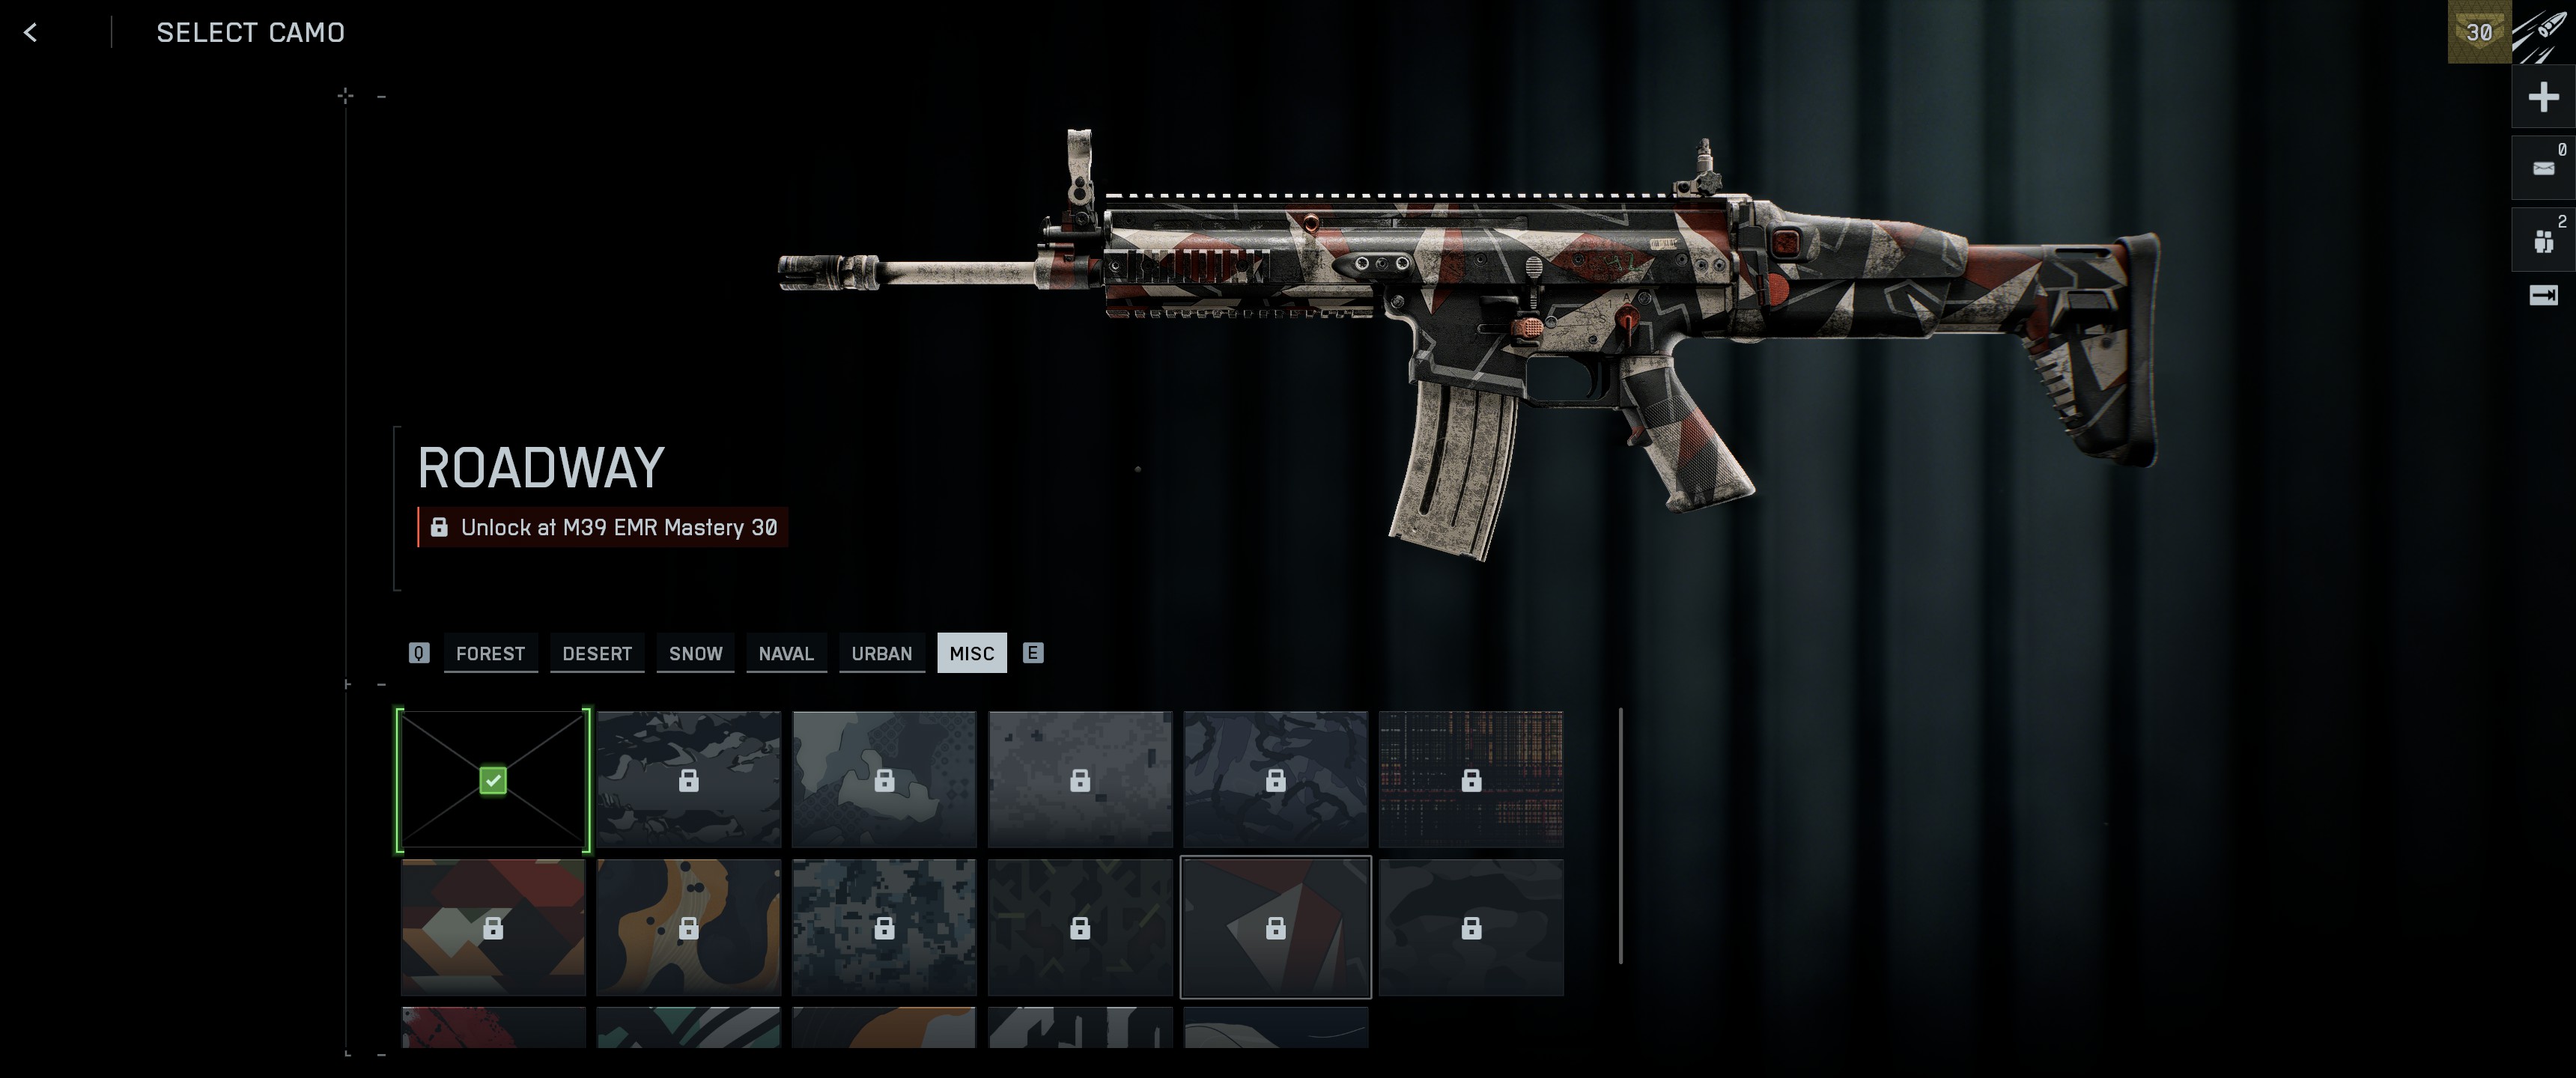 SELECT CAMO
30
0
2
ROADWAY
Unlock at M39 EMR Mastery 30
Q FOREST DESERT SNOW NAVAL URBAN MISC E